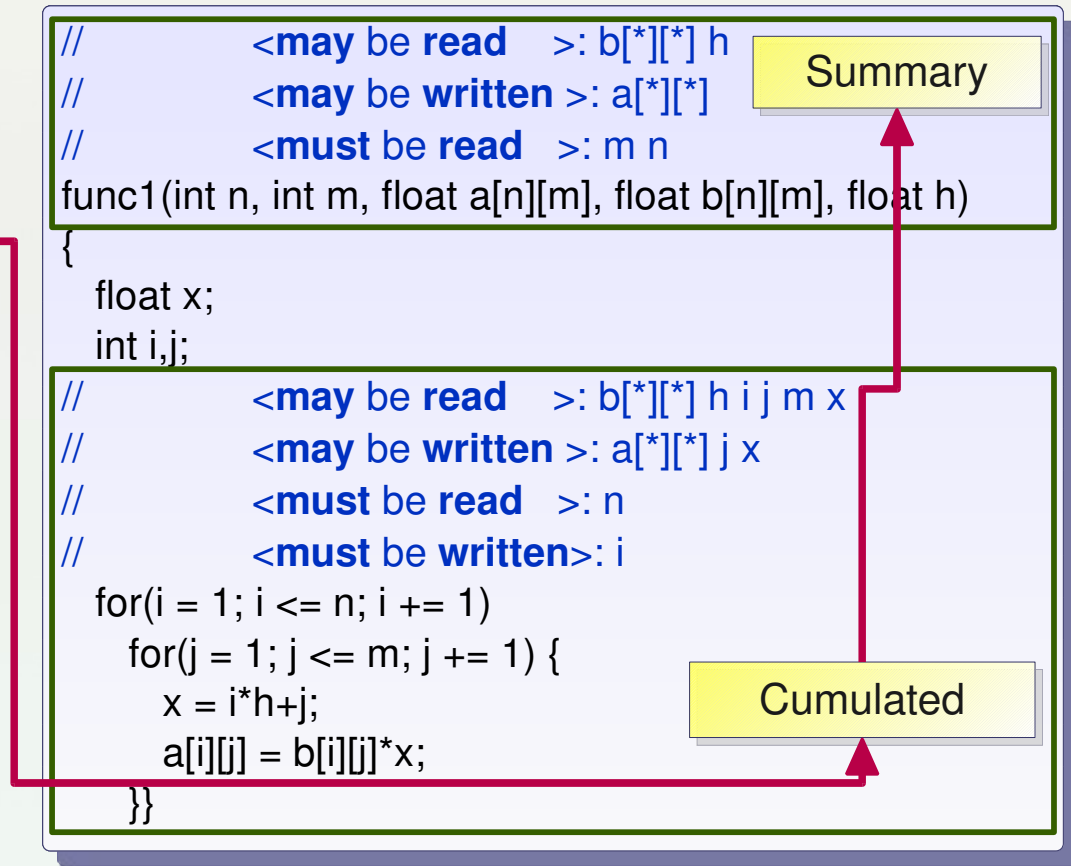 // <may be read >: b[*][*] h
Summary
// <may be written >: a[*][*]
// <must be read >: m n
func1(int n, int m, float a[n][m], float b[n][m], float h)
{
float x;
int i,j;
// <may be read >: b[*][*] h i j m x
// <may be written >: a[*][*] j x
// <must be read >: n
// <must be written>: i
for(i = 1; i <= n; i += 1)
for(j = 1; j <= m; j += 1) {
x = i*h+j;
Cumulated
a[i][j] = b[i][j]*x;
}}